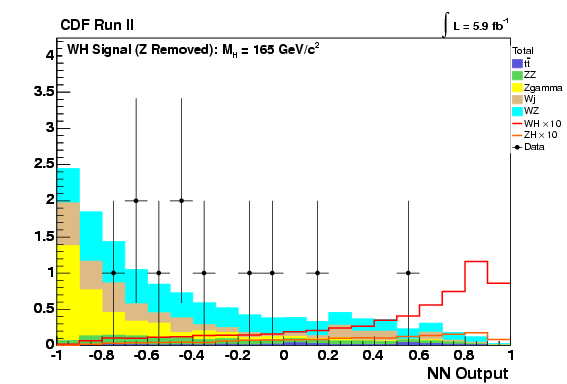 CDF Run II
∫ L = 5.9 fb⁻¹
WH Signal (Z Removed): M_H = 165 GeV/c²
Total
tt̄
ZZ
Zgamma
Wj
WZ
WH × 10
ZH × 10
Data
4
3.5
3
2.5
2
1.5
1
0.5
0
-1 -0.8 -0.6 -0.4 -0.2 0 0.2 0.4 0.6 0.8 1
NN Output